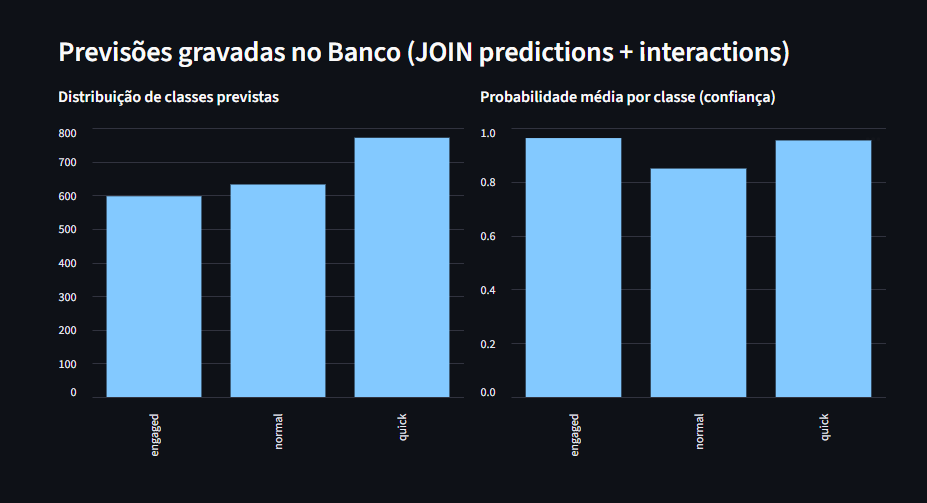 Previsões gravadas no Banco (JOIN predictions + interactions)
Distribuição de classes previstas
800
700
600
500
400
300
200
100
0
engaged
normal
quick
Probabilidade média por classe (confiança)
1.0
0.8
0.6
0.4
0.2
0.0
engaged
normal
quick